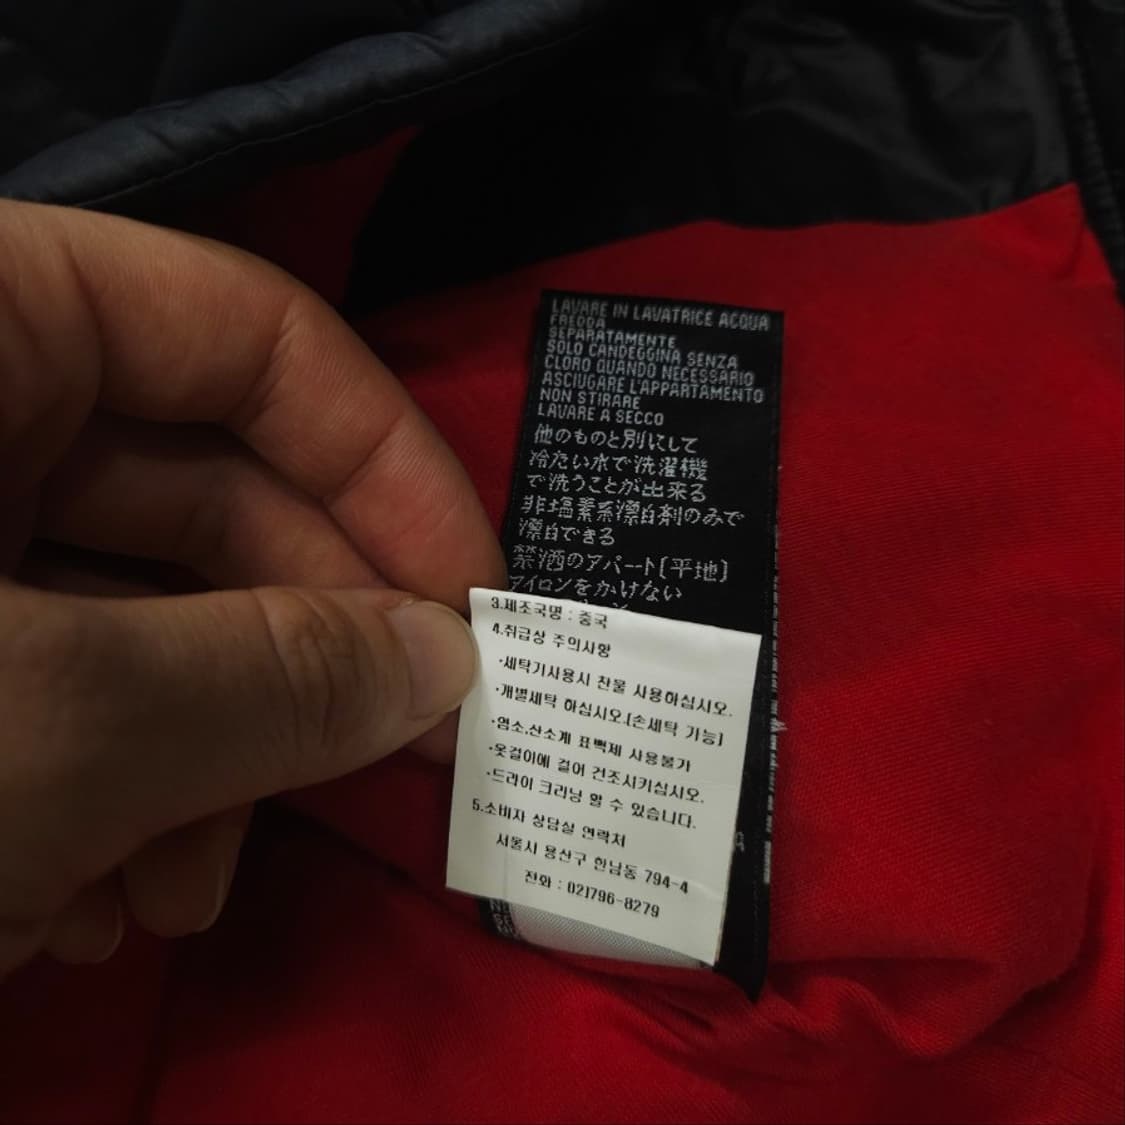 LAVARE IN LAVATRICE ACQUA
FREDDA
SEPARATAMENTE
SOLO CANDEGGINA SENZA
CLORO QUANDO NECESSARIO
ASCIUGARE L'APPARTAMENTO
NON STIRARE
LAVARE A SECCO
他のものと別にして
冷たい水で洗濯機
で洗うことが出来る
非塩素系漂白剤のみで
漂白できる
禁酒のアパート[平地]
アイロンをかけない
3.제조국명 : 중국
4.취급상 주의사항
·세탁기사용시 찬물 사용하십시오.
·개별세탁 하십시오.[손세탁 가능]
·염소.산소계 표빽제 사용불가
·옷걸이에 걸어 건조시키십시오.
·드라이 크리닝 할 수 있습니다.
5.소비자 상담실 연락처
서울시 용산구 한남동 794-4
전화 : 02]796-8279